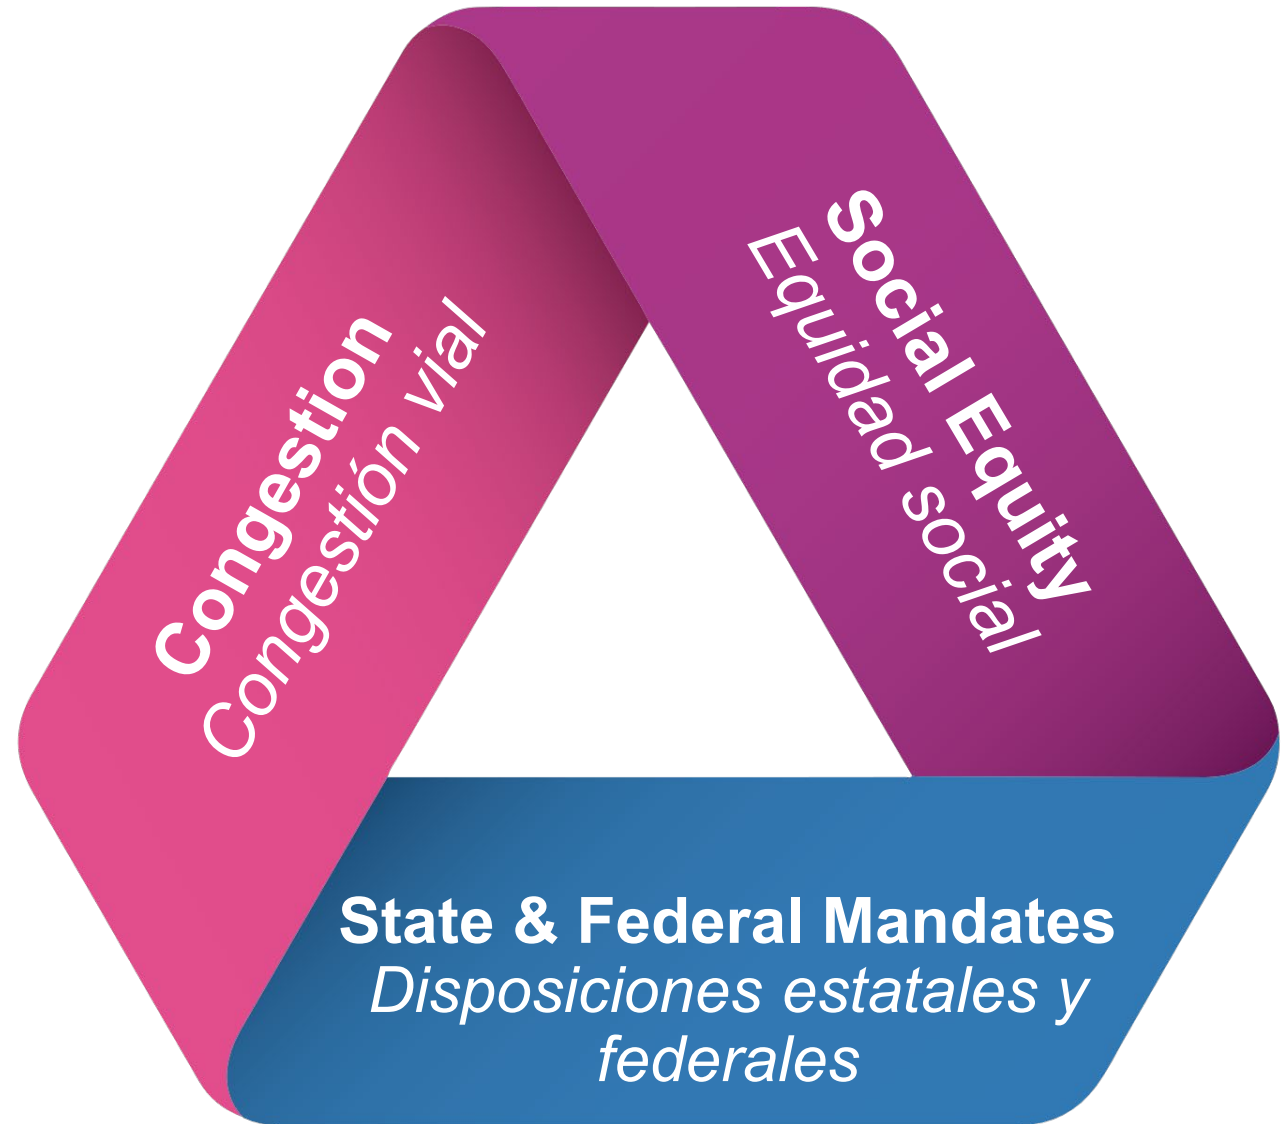 Congestion
Congestión vial
Social Equity
Equidad social
State & Federal Mandates
Disposiciones estatales y
federales